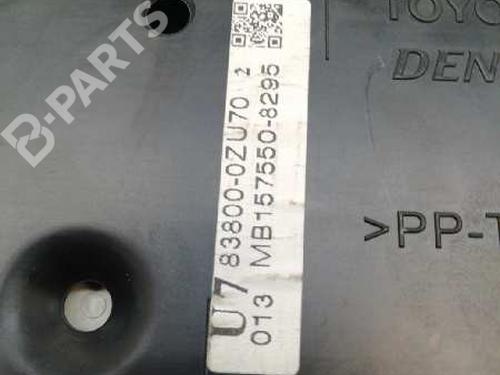 B-PARTS
TOYO
DEN
U7 83800-0ZU70 2
013 MB157550-8295
>PP-T